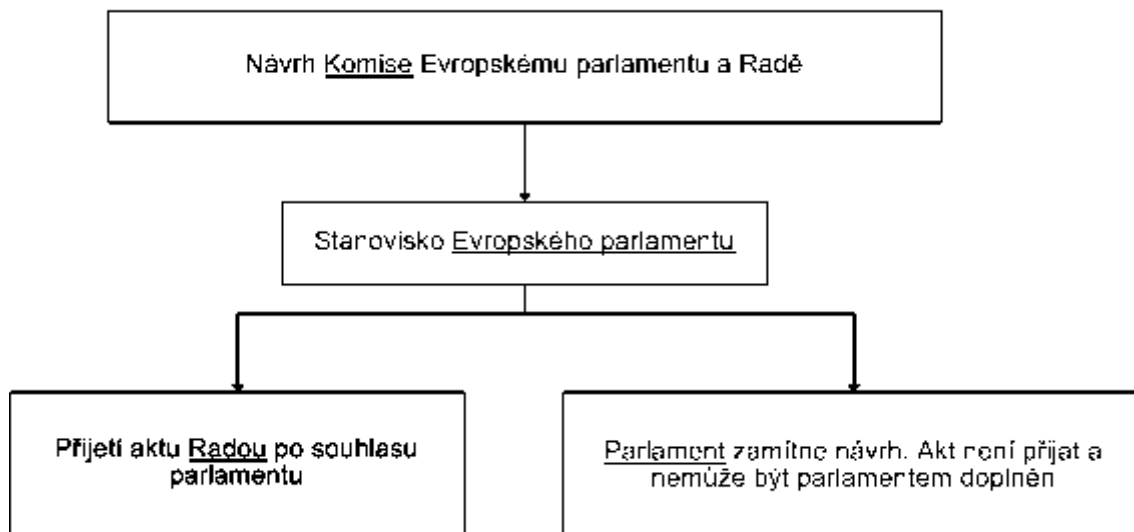 Návrh Komise Evropskému parlamentu a Radě
Stanovisko Evropského parlamentu
Přijetí aktu Radou po souhlasu
parlamentu
Parlament zamítne návrh. Akt není přijat a
nemůže být parlamentem doplněn